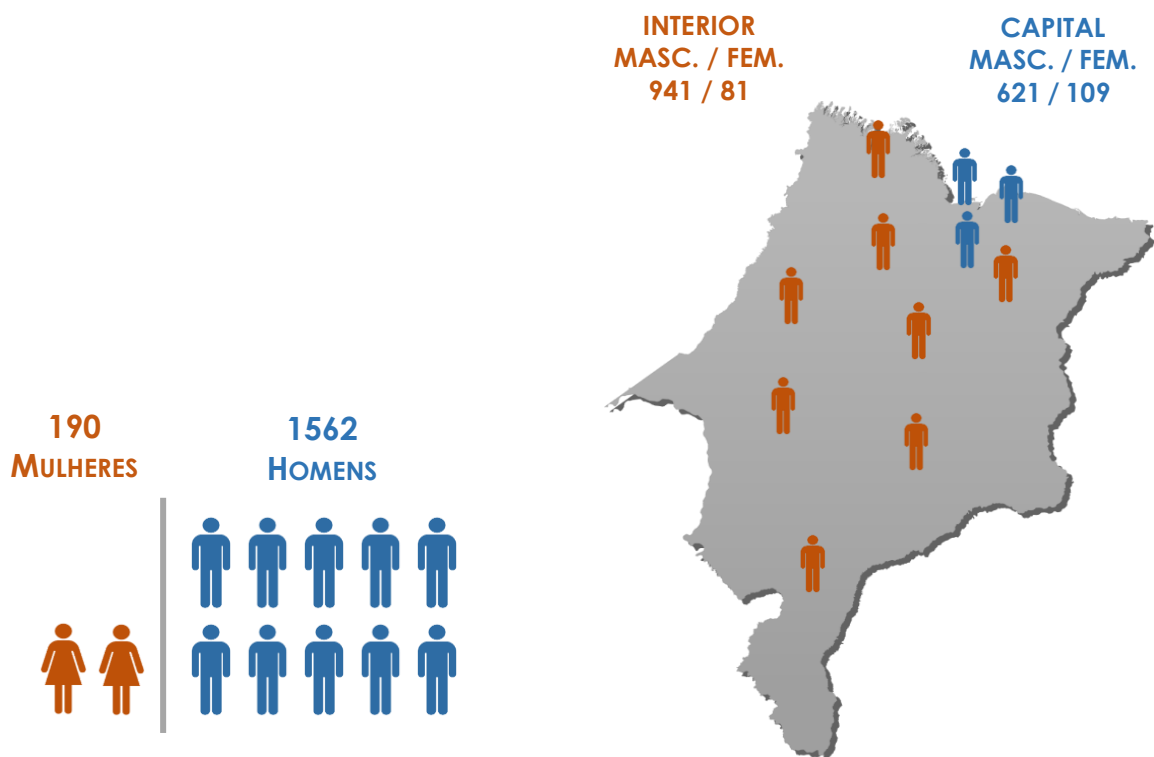 INTERIOR
MASC. / FEM.
941 / 81
CAPITAL
MASC. / FEM.
621 / 109
190
MULHERES
1562
HOMENS